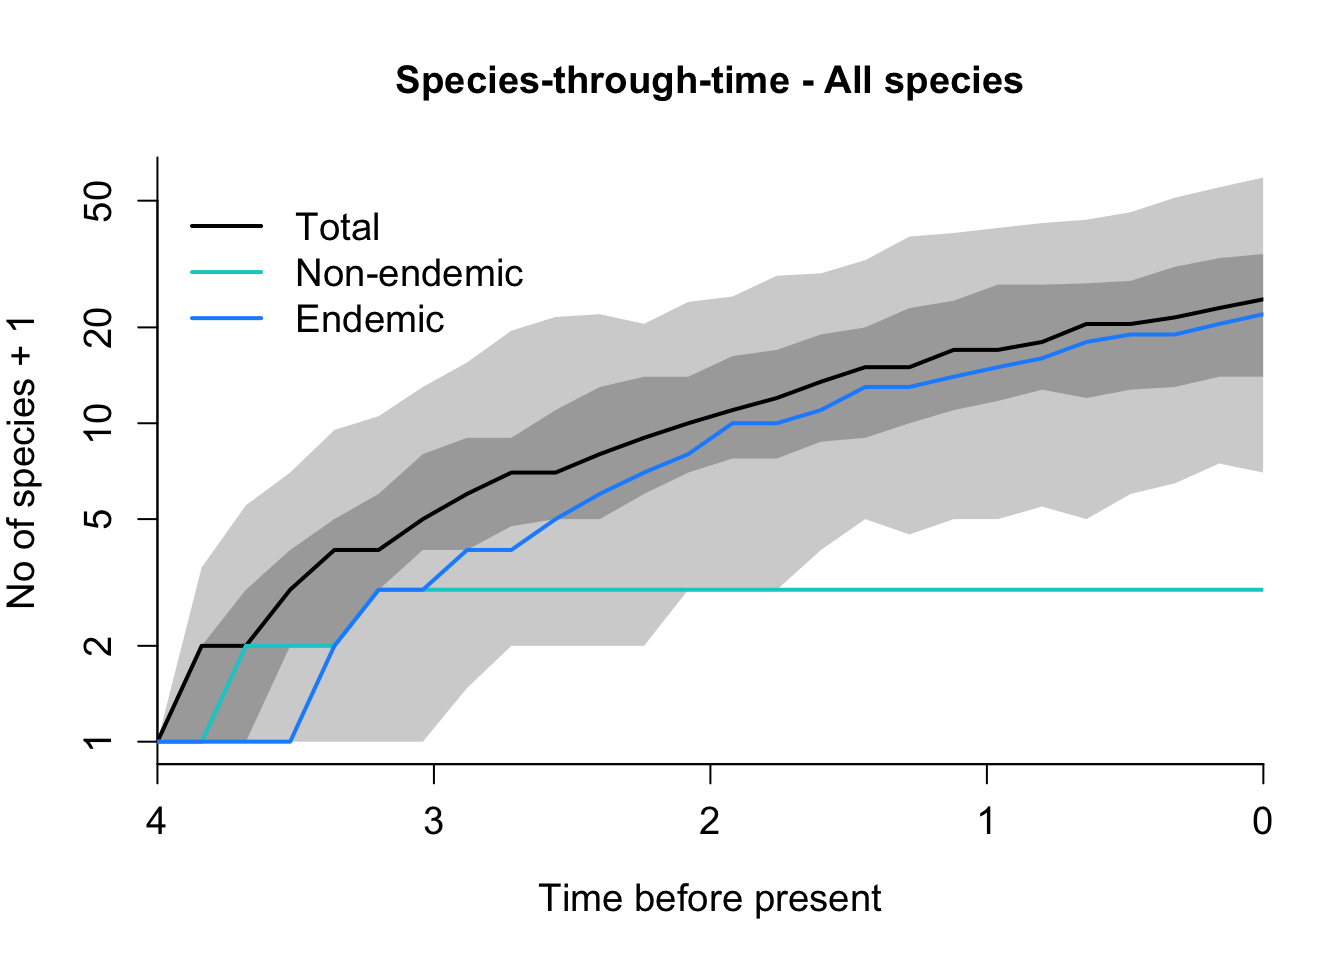 Species-through-time - All species
Total
Non-endemic
Endemic
No of species + 1
50
20
10
5
2
1
4 3 2 1 0
Time before present